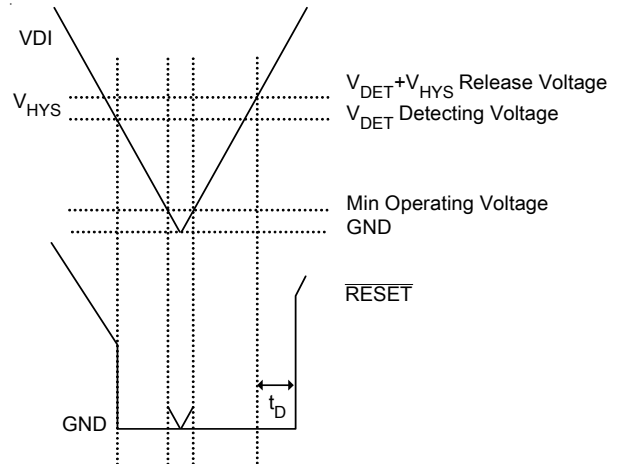 VDI
V_HYS
V_DET+V_HYS Release Voltage
V_DET Detecting Voltage
Min Operating Voltage
GND
RESET
t_D
GND